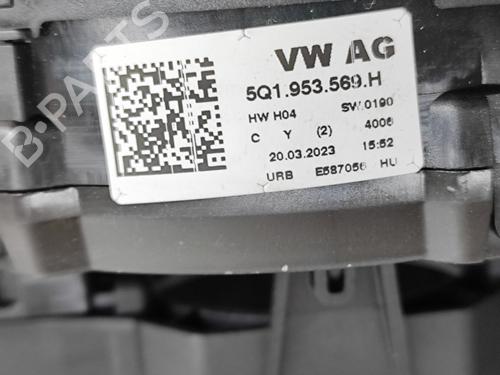 VW AG
5Q1.953.569.H
HW H04 SW.0190
C Y (2) 4006
20.03.2023 15:52
URB E587056 HU
B-PARTS